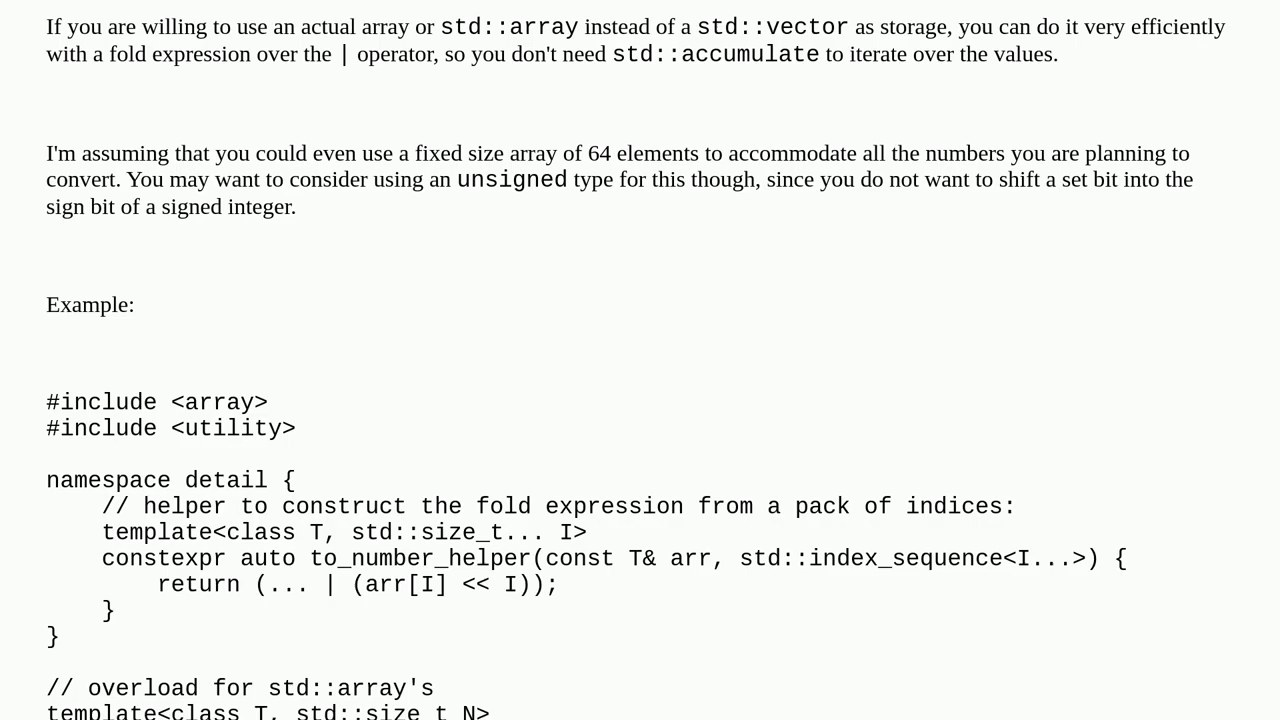 If you are willing to use an actual array or std::array instead of a std::vector as storage, you can do it very efficiently
with a fold expression over the | operator, so you don't need std::accumulate to iterate over the values.
I'm assuming that you could even use a fixed size array of 64 elements to accommodate all the numbers you are planning to
convert. You may want to consider using an unsigned type for this though, since you do not want to shift a set bit into the
sign bit of a signed integer.
Example:
#include <array>
#include <utility>
namespace detail {
    // helper to construct the fold expression from a pack of indices:
    template<class T, std::size_t... I>
    constexpr auto to_number_helper(const T& arr, std::index_sequence<I...>) {
        return (... | (arr[I] << I));
    }
}
// overload for std::array's
template<class T, std::size_t N>